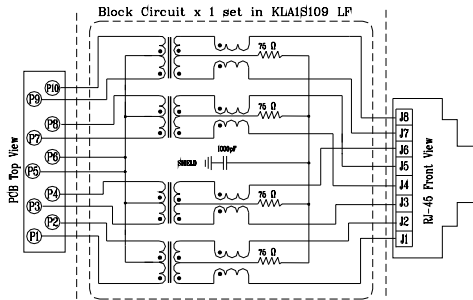 Block Circuit x 1 set in KLA1S109 LF
75 Ω
P10
P9
J8
P8
75 Ω
J7
P7
J6
P6
1000pF
J5
P5
SHIELD
J4
P4
75 Ω
J3
P3
J2
P2
J1
P1
75 Ω
PCB Top View
RJ-45 Front View